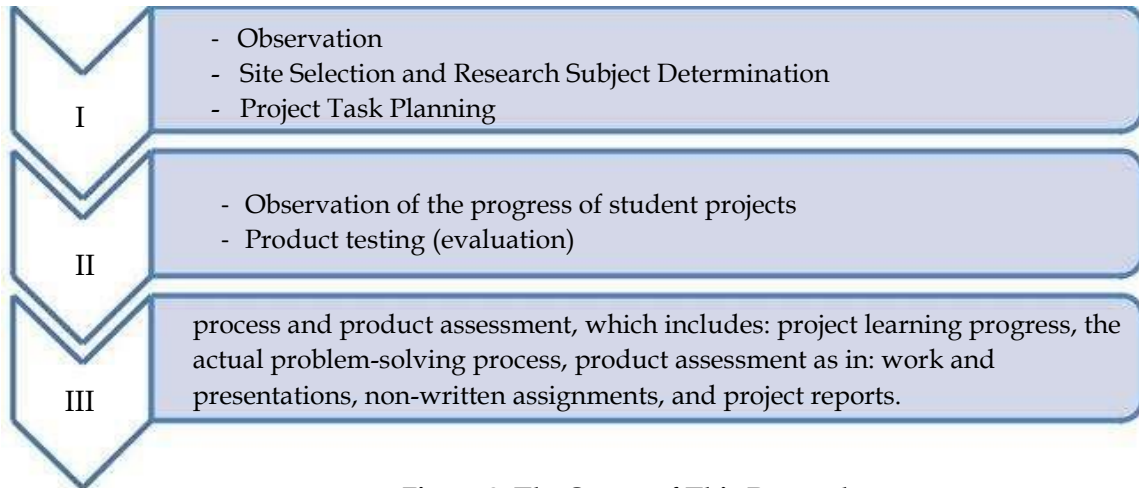 I
- Observation
- Site Selection and Research Subject Determination
- Project Task Planning
II
- Observation of the progress of student projects
- Product testing (evaluation)
III
process and product assessment, which includes: project learning progress, the
actual problem-solving process, product assessment as in: work and
presentations, non-written assignments, and project reports.